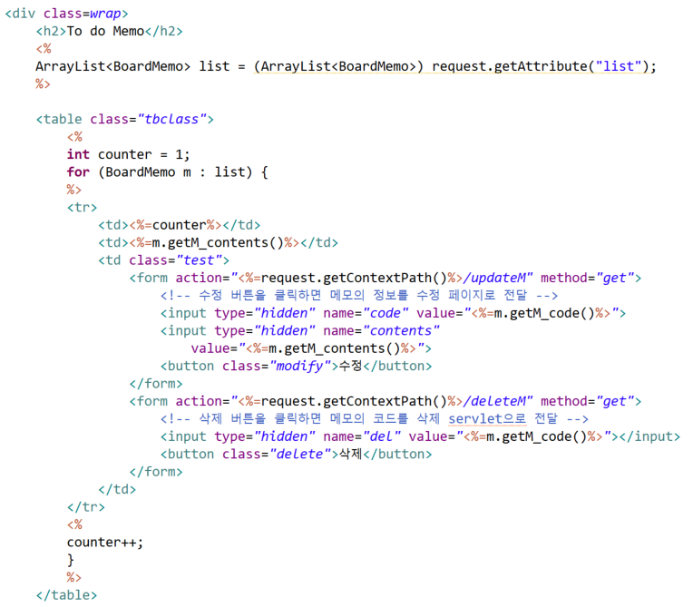 <div class=wrap>
<h2>To do Memo</h2>
<%
ArrayList<BoardMemo> list = (ArrayList<BoardMemo>) request.getAttribute("list");
%>
<table class="tbclass">
<%
int counter = 1;
for (BoardMemo m : list) {
%>
<tr>
<td><%=counter%></td>
<td><%=m.getM_contents()%></td>
<td class="test">
<form action="<%=request.getContextPath()%>/updateM" method="get">
<!-- 수정 버튼을 클릭하면 메모의 정보를 수정 페이지로 전달 -->
<input type="hidden" name="code" value="<%=m.getM_code()%>">
<input type="hidden" name="contents"
value="<%=m.getM_contents()%>">
<button class="modify">수정</button>
</form>
<form action="<%=request.getContextPath()%>/deleteM" method="get">
<!-- 삭제 버튼을 클릭하면 메모의 코드를 삭제 servlet으로 전달 -->
<input type="hidden" name="del" value="<%=m.getM_code()%>"></input>
<button class="delete">삭제</button>
</form>
</td>
</tr>
<%
counter++;
}
%>
</table>